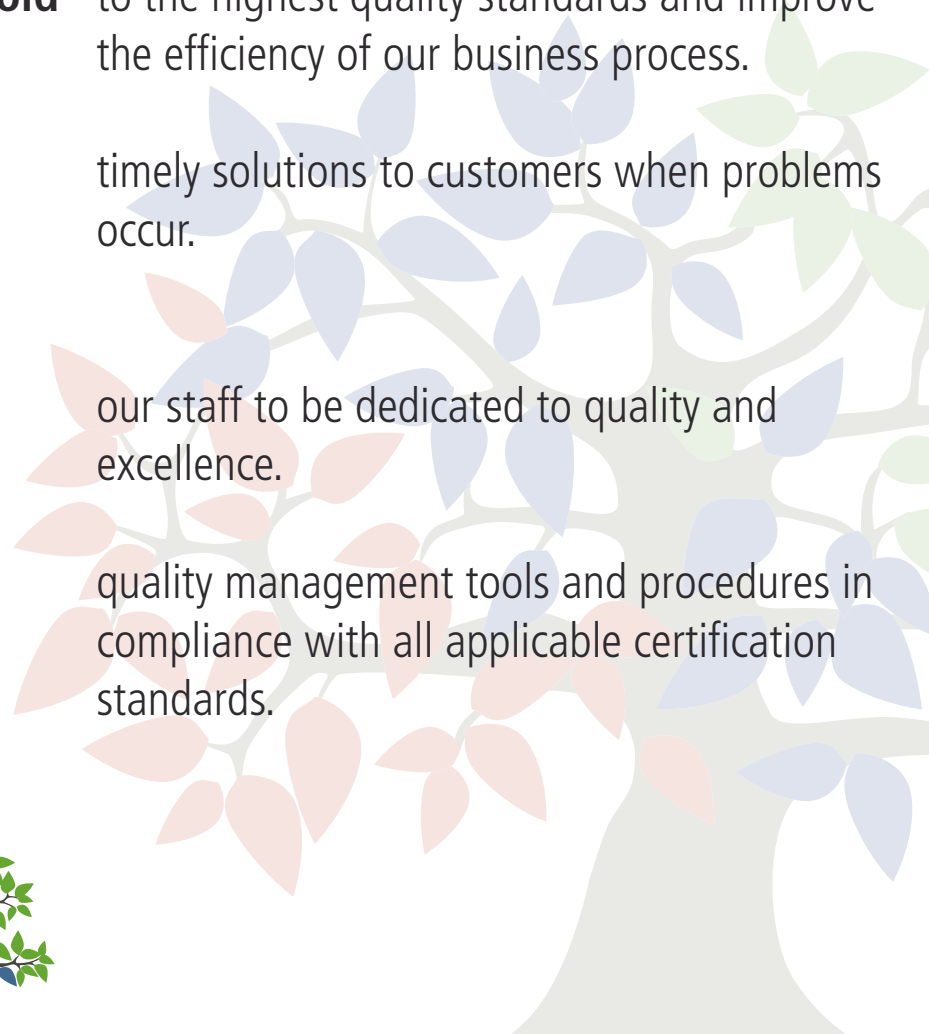 to the highest quality standards and improve
the efficiency of our business process.
timely solutions to customers when problems
occur.
our staff to be dedicated to quality and
excellence.
quality management tools and procedures in
compliance with all applicable certification
standards.